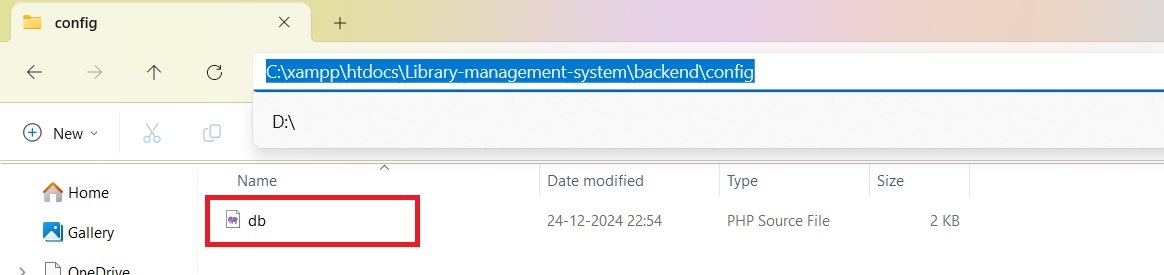 config
C:\xampp\htdocs\Library-management-system\backend\config
D:\
New
Name Date modified Type Size
Home
db 24-12-2024 22:54 PHP Source File 2 KB
Gallery
OneDrive